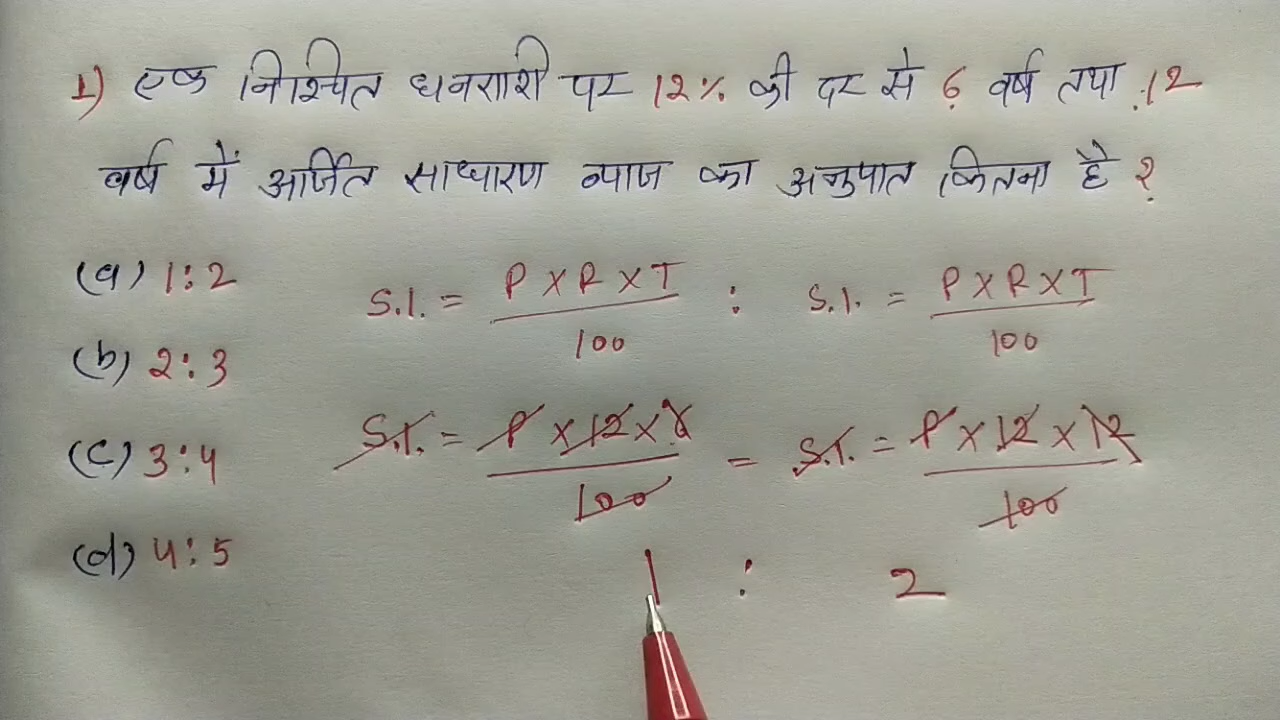 1) एक निश्चित धनराशी पर 12% की दर से 6 वर्ष तथा 12
वर्ष में आर्जित साधारण ब्याज का अनुपात कितना है ?
(a) 1:2
(b) 2:3
(c) 3:4
(d) 4:5
S.I. = P X R X T / 100 : S.I. = P X R X T / 100
S.I. = P X 12 X 6 / 100 = S.I. = P X 12 X 12 / 100
1 : 2